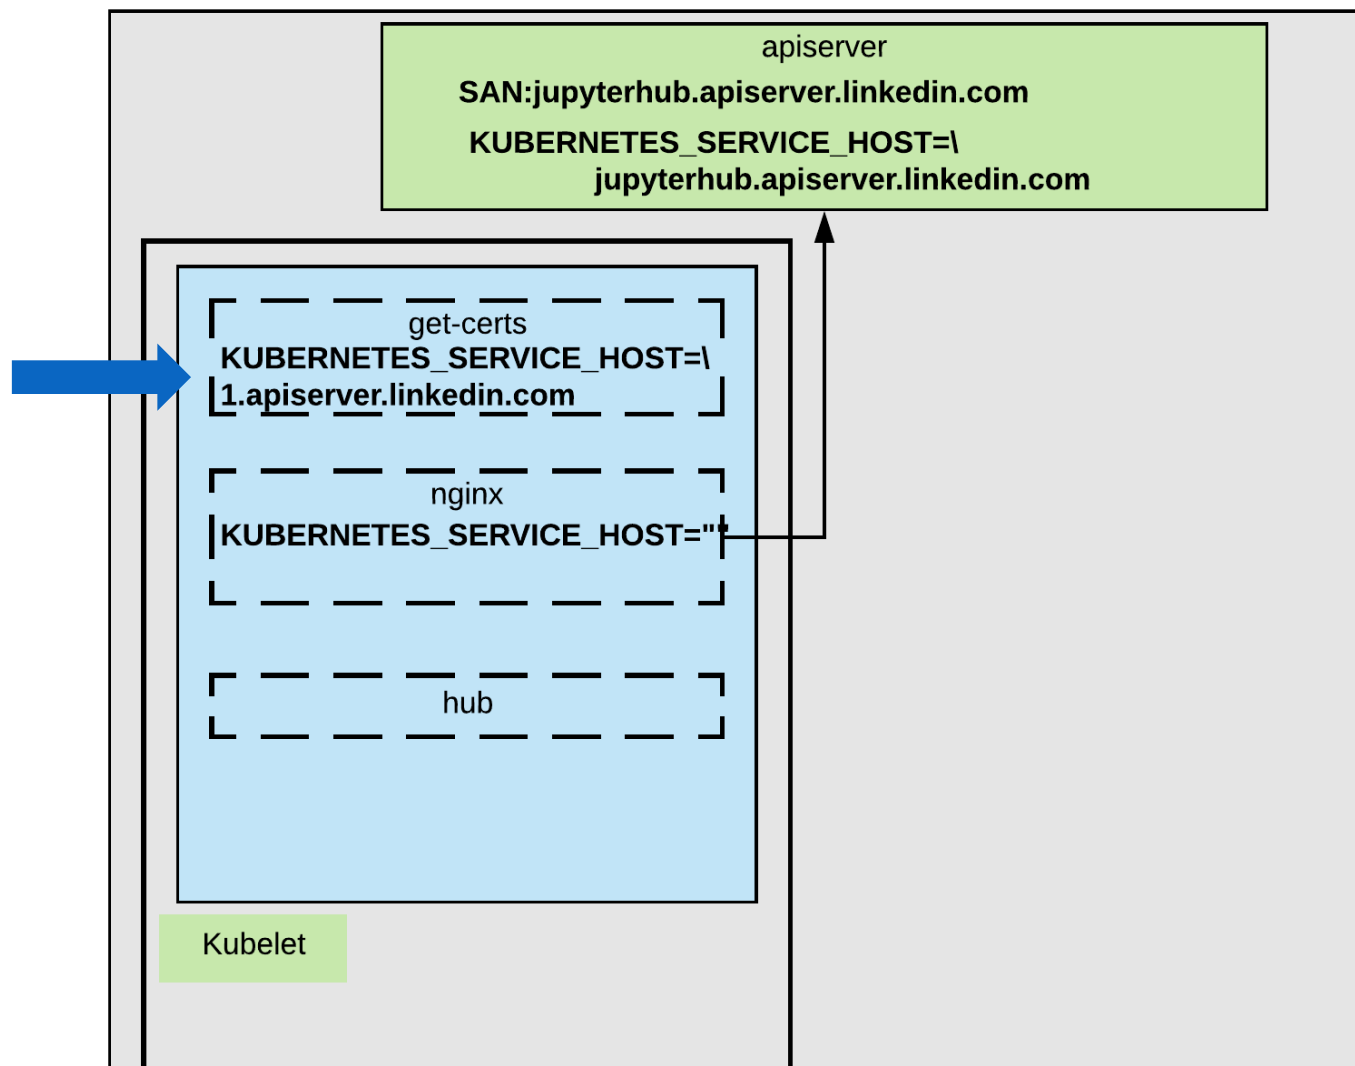 apiserver
SAN:jupyterhub.apiserver.linkedin.com
KUBERNETES_SERVICE_HOST=\
jupyterhub.apiserver.linkedin.com
get-certs
KUBERNETES_SERVICE_HOST=\
1.apiserver.linkedin.com
nginx
KUBERNETES_SERVICE_HOST=""
hub
Kubelet